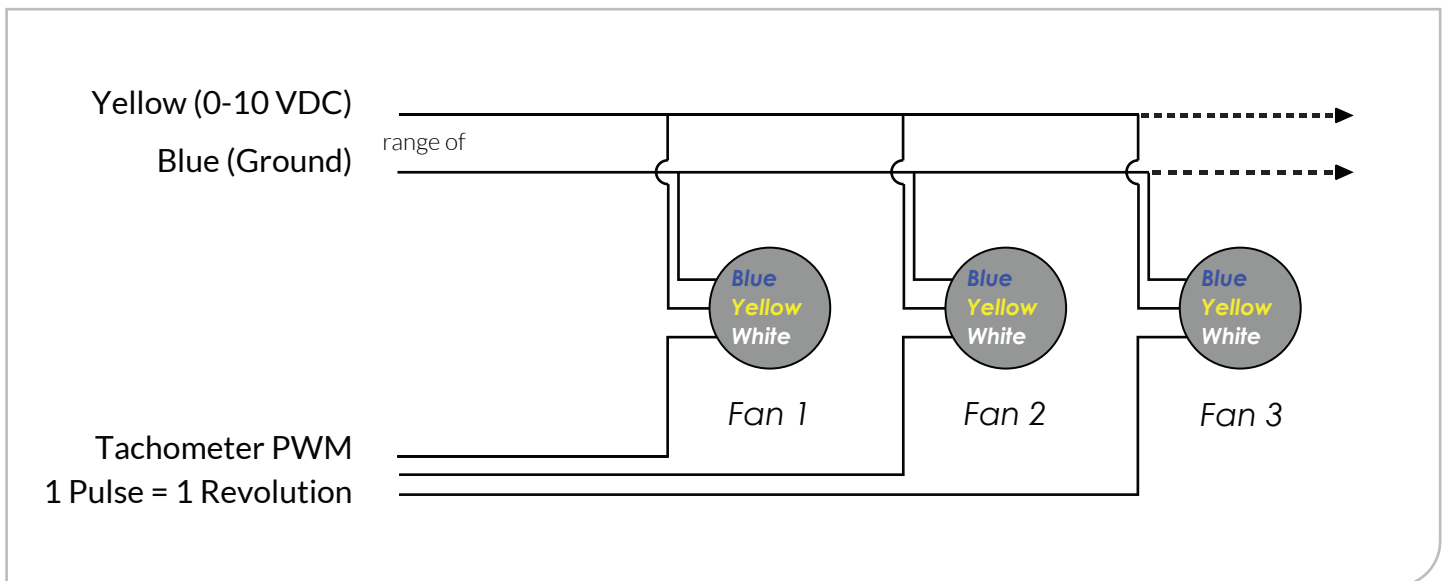 Yellow (0-10 VDC)
range of
Blue (Ground)
Blue
Yellow
White
Fan 1
Blue
Yellow
White
Fan 2
Blue
Yellow
White
Fan 3
Tachometer PWM
1 Pulse = 1 Revolution